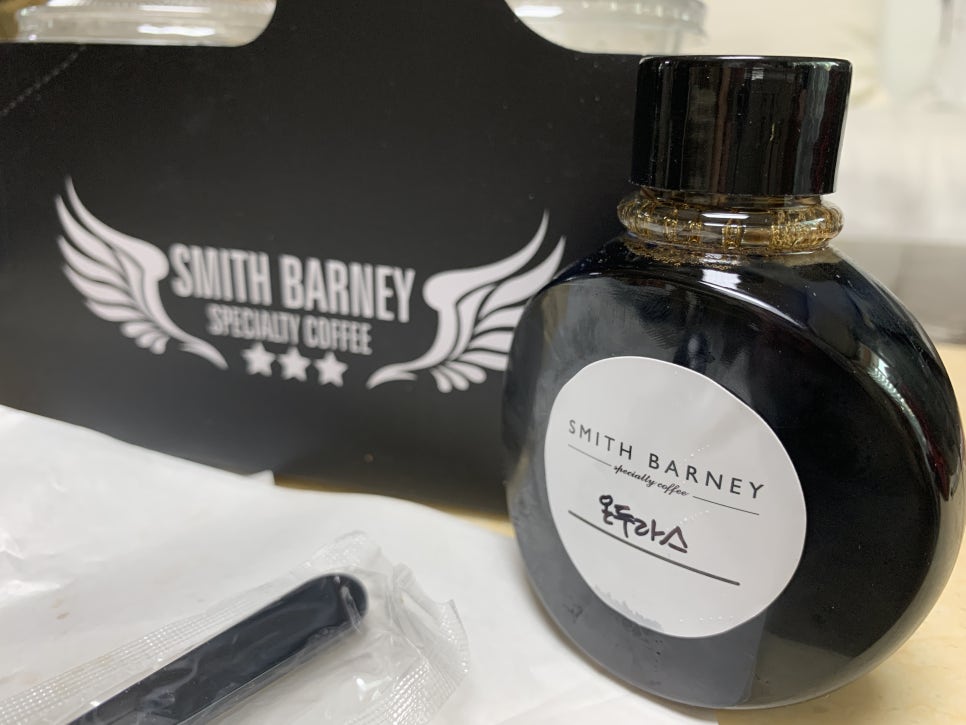 SMITH BARNEY
SPECIALTY COFFEE
SMITH BARNEY
specialty coffee
온두라스